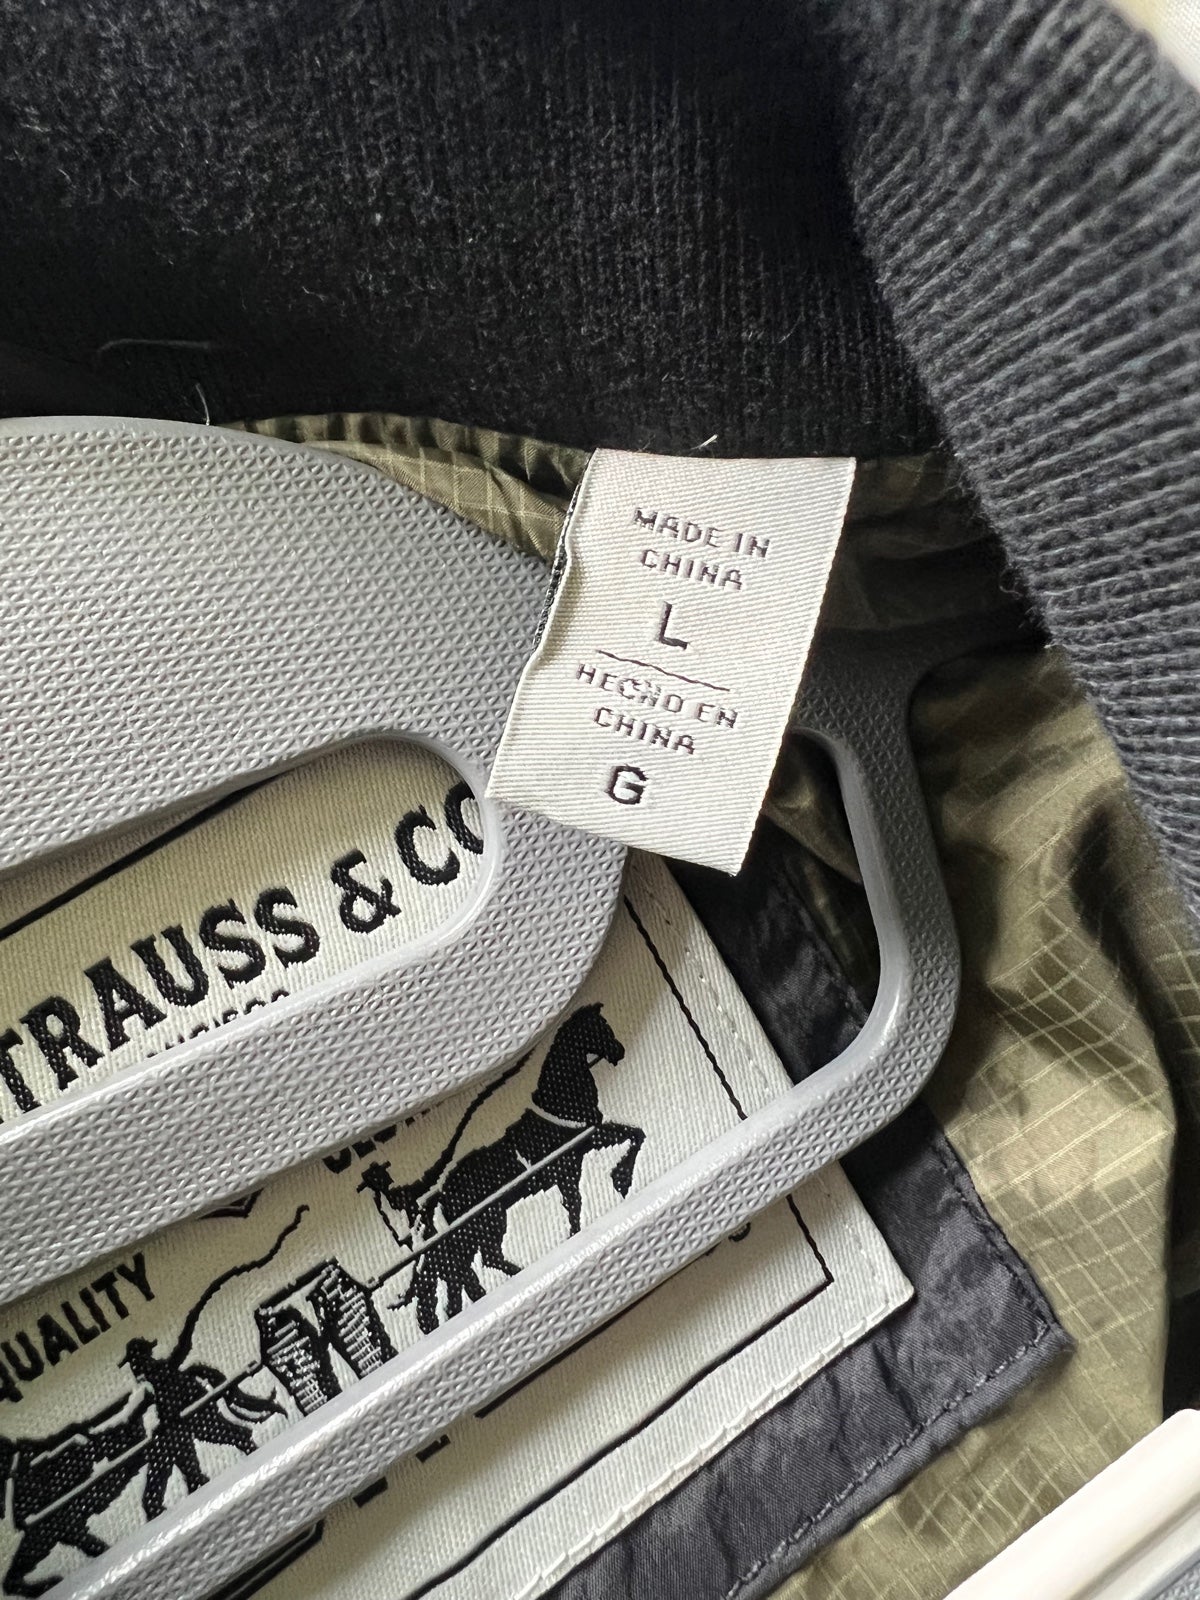 MADE IN
CHINA
L
HECHO EN
CHINA
G
TRAUSS & CO
QUALITY